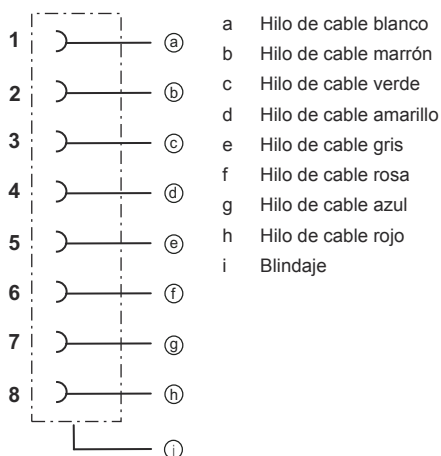 1 a
2 b
3 c
4 d
5 e
6 f
7 g
8 h
i
a Hilo de cable blanco
b Hilo de cable marrón
c Hilo de cable verde
d Hilo de cable amarillo
e Hilo de cable gris
f Hilo de cable rosa
g Hilo de cable azul
h Hilo de cable rojo
i Blindaje